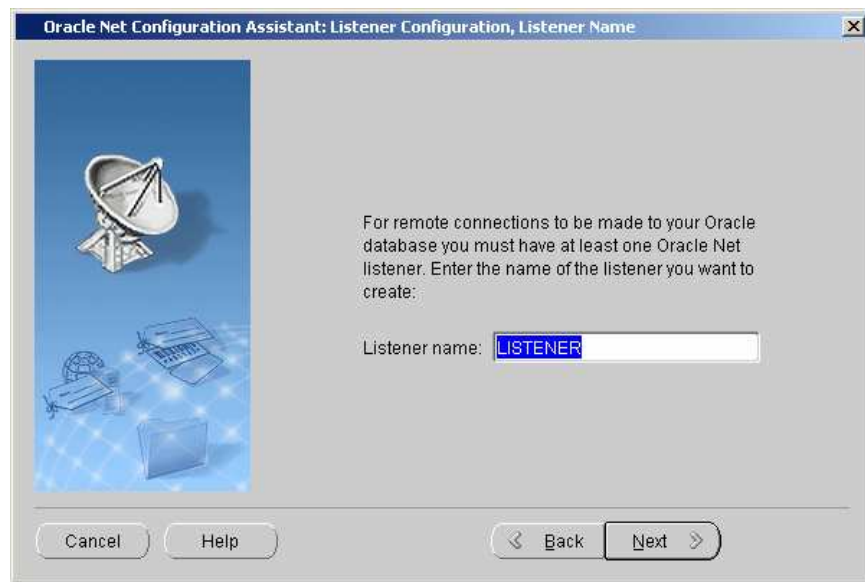 Oracle Net Configuration Assistant: Listener Configuration, Listener Name
For remote connections to be made to your Oracle
database you must have at least one Oracle Net
listener. Enter the name of the listener you want to
create:
Listener name: LISTENER
Cancel Help Back Next